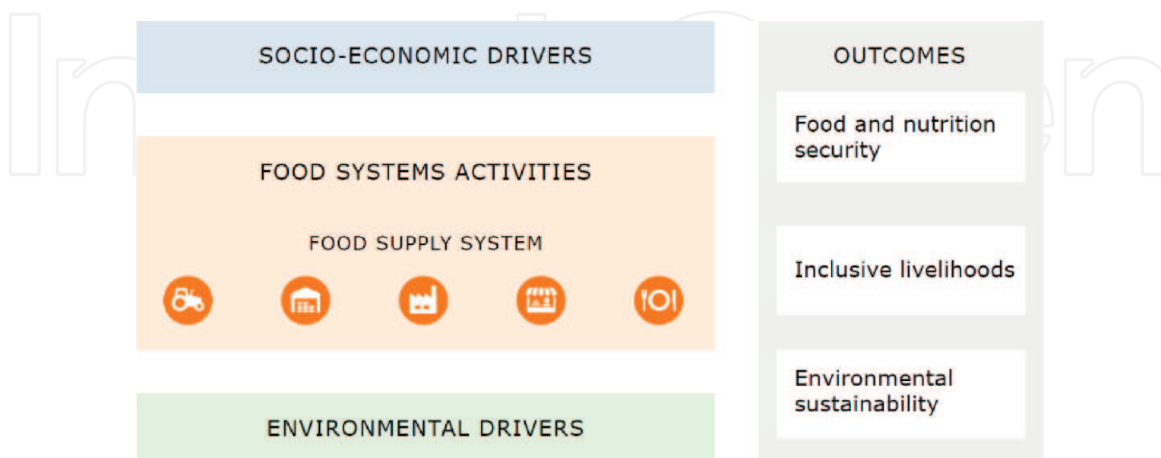 SOCIO-ECONOMIC DRIVERS
FOOD SYSTEMS ACTIVITIES
FOOD SUPPLY SYSTEM
ENVIRONMENTAL DRIVERS
OUTCOMES
Food and nutrition
security
Inclusive livelihoods
Environmental
sustainability